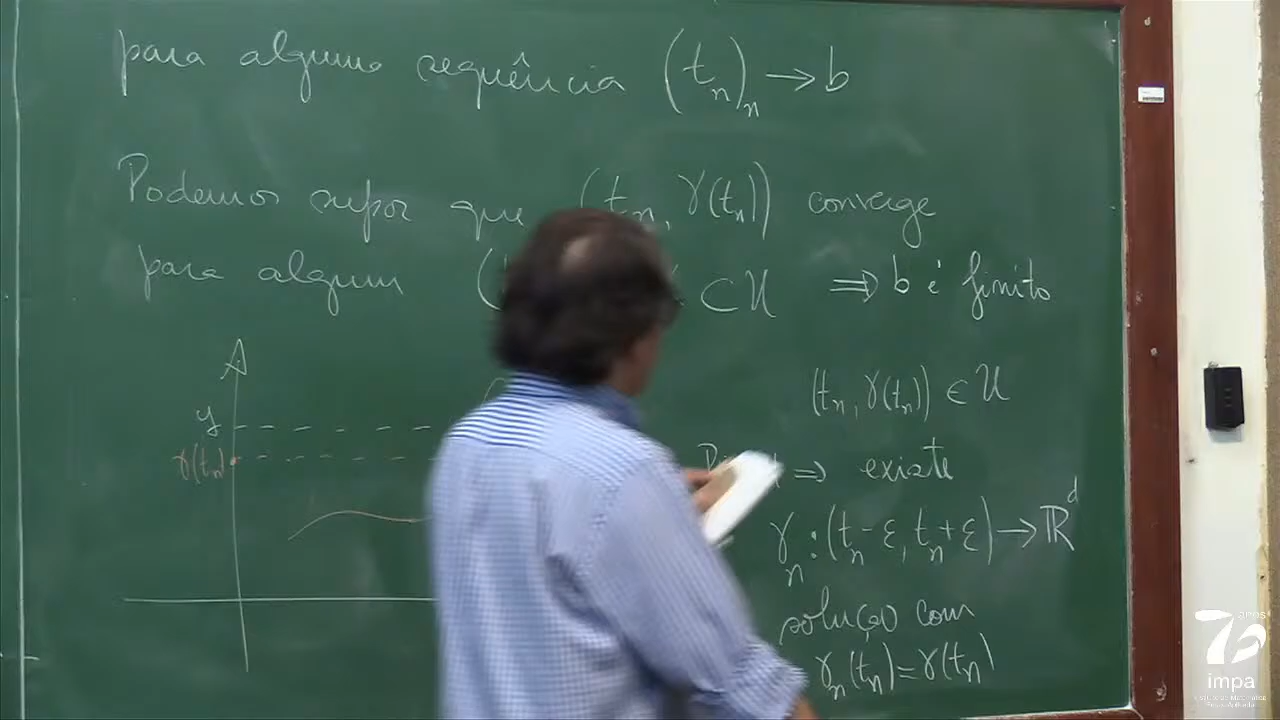 para alguma sequência (tₙ)ₙ → b
Podemos supor que (tₙ, γ(tₙ)) converge
para algum ( ⊂ U ⇒ b é finito
(tₙ, γ(tₙ)) ∈ U
y
γ(tₙ)
⇒ existe
γₙ : (tₙ - ε, tₙ + ε) → ℝᵈ
solução com
γₙ(tₙ) = γ(tₙ)
anos
impa